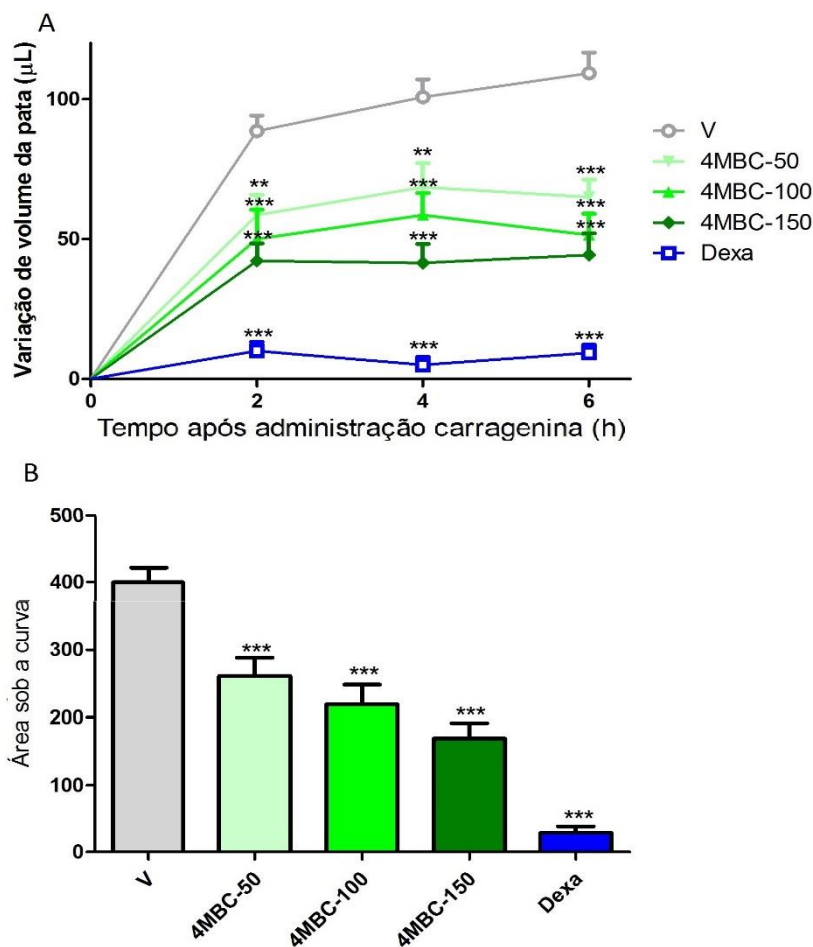 A
Variação de volume da pata (μL)
100
50
0
** *** ***
** *** ***
*** *** ***
*** *** ***
0 2 4 6
Tempo após administração carragenina (h)
V
4MBC-50
4MBC-100
4MBC-150
Dexa
B
Área sob a curva
500
400
300
200
100
0
*** *** *** ***
V 4MBC-50 4MBC-100 4MBC-150 Dexa